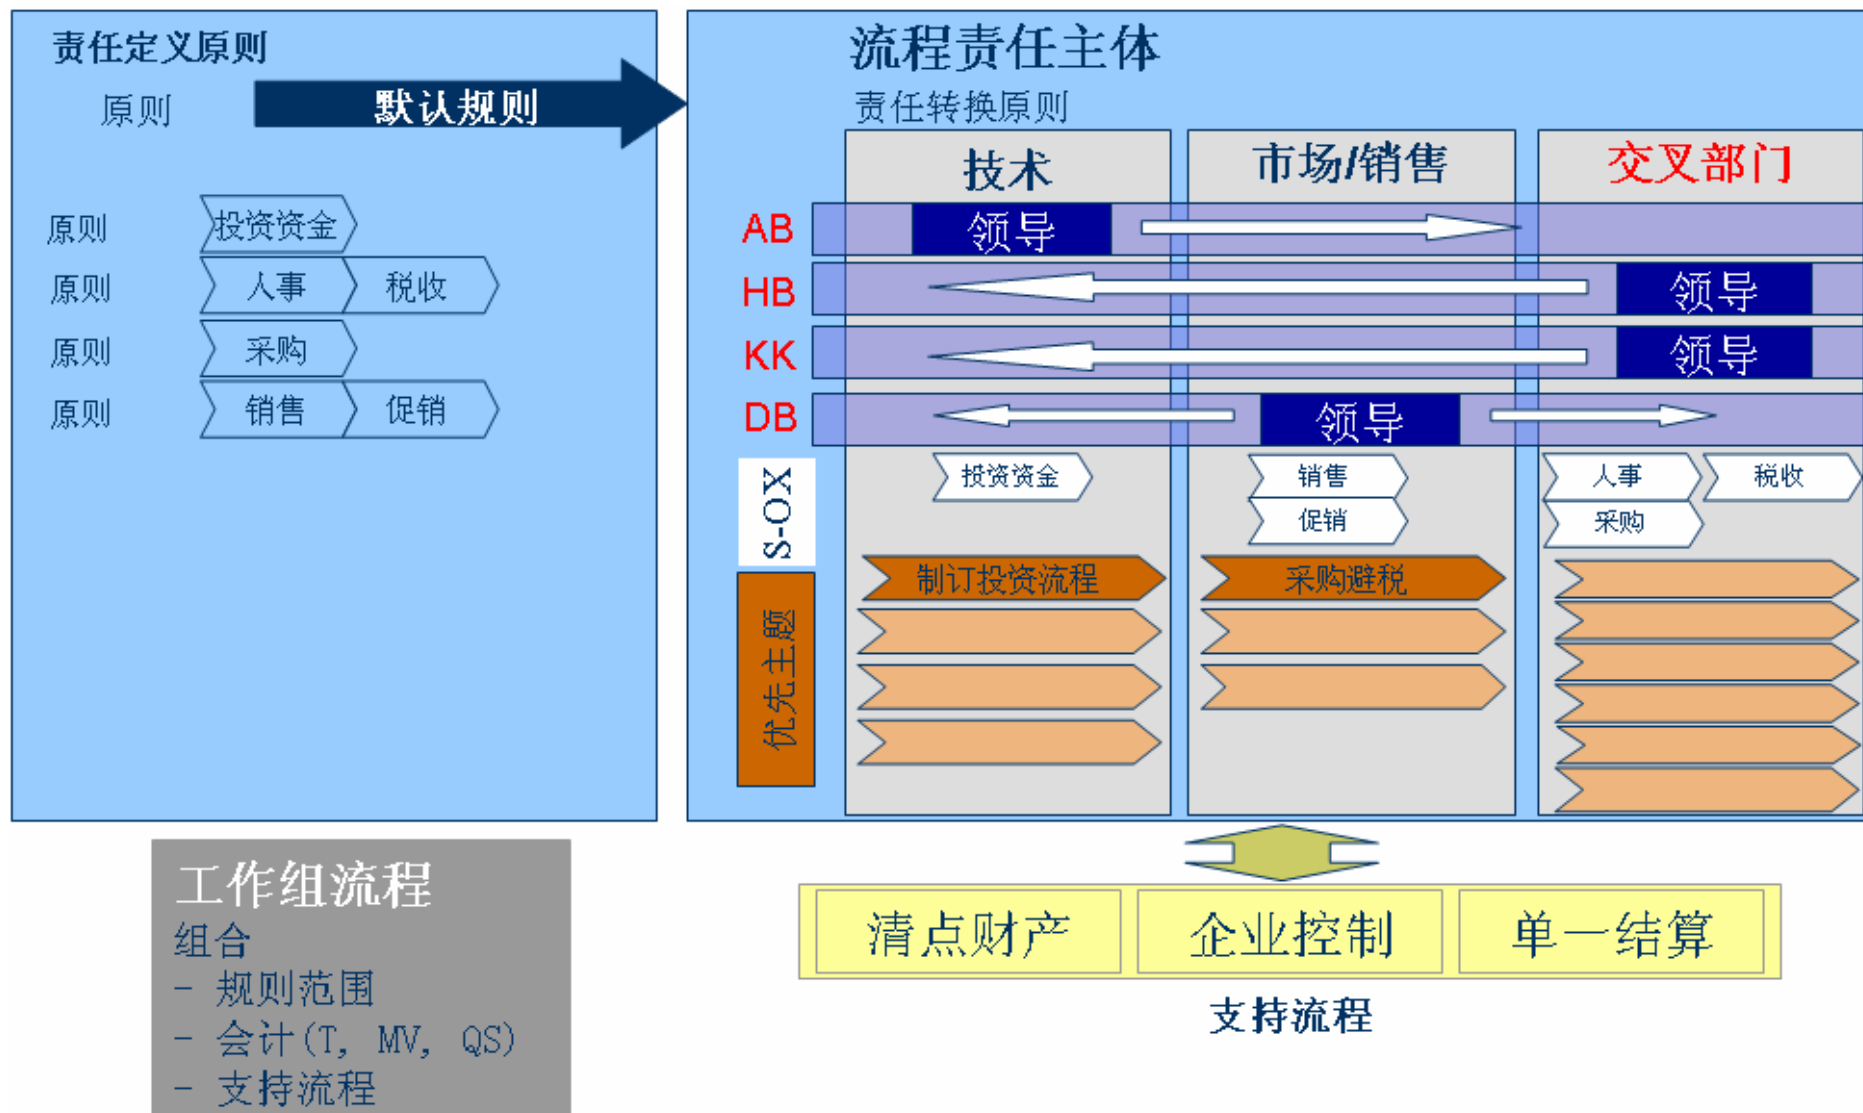 责任定义原则
原则
默认规则
原则
投资资金
原则
人事
税收
原则
采购
原则
销售
促销
流程责任主体
责任转换原则
技术
市场/销售
交叉部门
AB
领导
HB
领导
KK
领导
DB
领导
S-OX
投资资金
销售
促销
人事
税收
采购
优先主题
制订投资流程
采购避税
工作组流程
组合
- 规则范围
- 会计(T, MV, QS)
- 支持流程
清点财产
企业控制
单一结算
支持流程